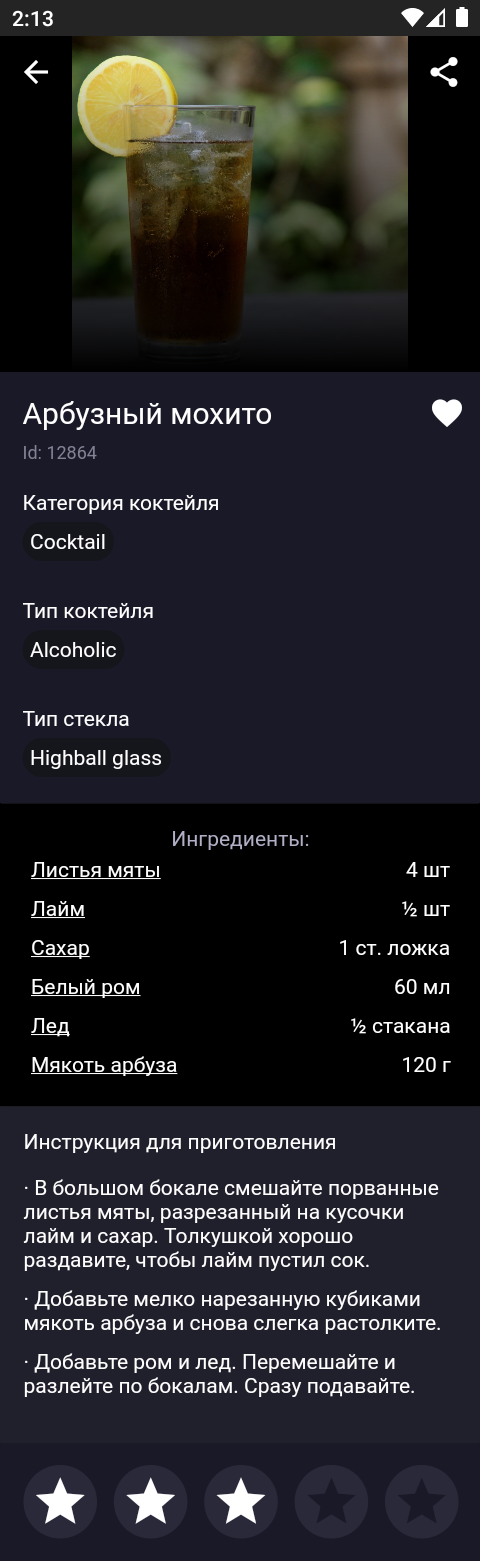 2:13
Арбузный мохито
Id: 12864
Категория коктейля
Cocktail
Тип коктейля
Alcoholic
Тип стекла
Highball glass
Ингредиенты:
Листья мяты 4 шт
Лайм ½ шт
Сахар 1 ст. ложка
Белый ром 60 мл
Лед ½ стакана
Мякоть арбуза 120 г
Инструкция для приготовления
· В большом бокале смешайте порванные
листья мяты, разрезанный на кусочки
лайм и сахар. Толкушкой хорошо
раздавите, чтобы лайм пустил сок.
· Добавьте мелко нарезанную кубиками
мякоть арбуза и снова слегка растолките.
· Добавьте ром и лед. Перемешайте и
разлейте по бокалам. Сразу подавайте.